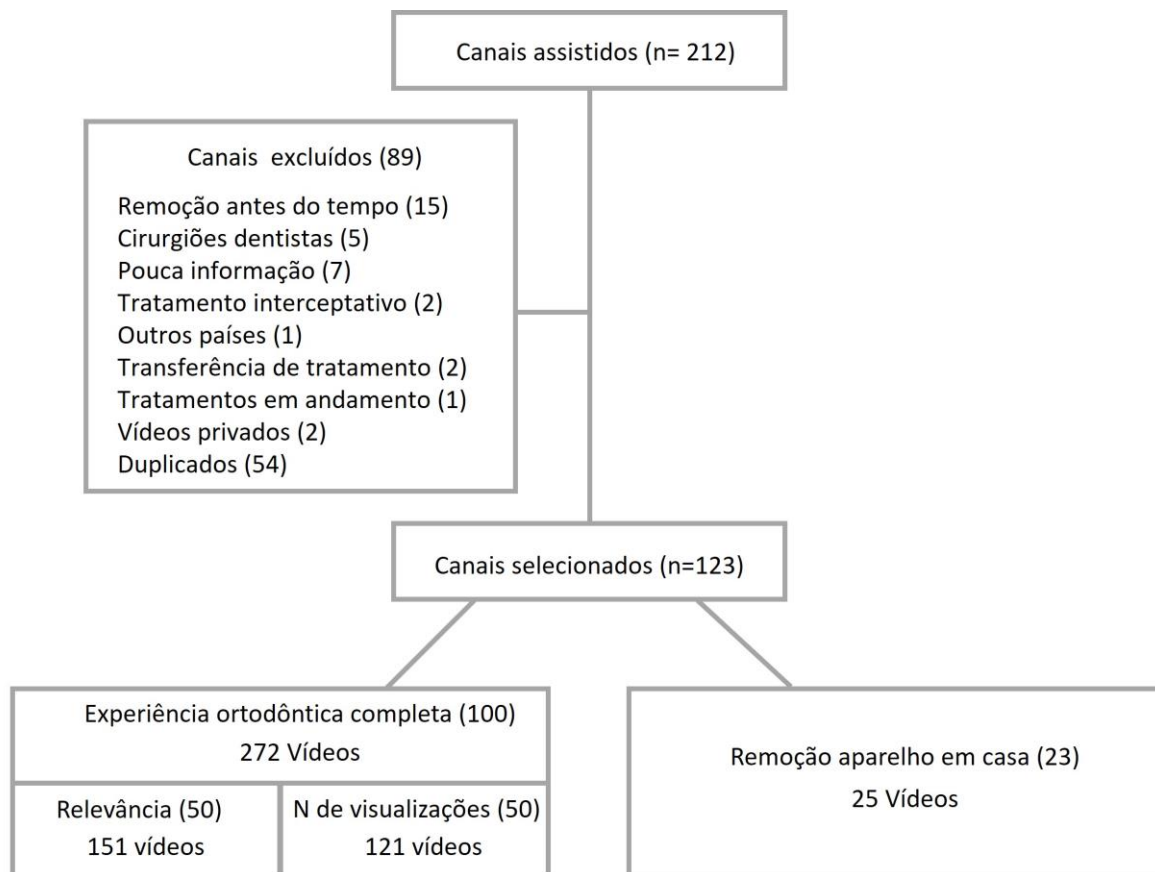 Canais assistidos (n= 212)
Canais excluídos (89)
Remoção antes do tempo (15)
Cirurgiões dentistas (5)
Pouca informação (7)
Tratamento interceptativo (2)
Outros países (1)
Transferência de tratamento (2)
Tratamentos em andamento (1)
Vídeos privados (2)
Duplicados (54)
Canais selecionados (n=123)
Experiência ortodôntica completa (100)
272 Vídeos
Relevância (50)
151 vídeos
N de visualizações (50)
121 vídeos
Remoção aparelho em casa (23)
25 Vídeos